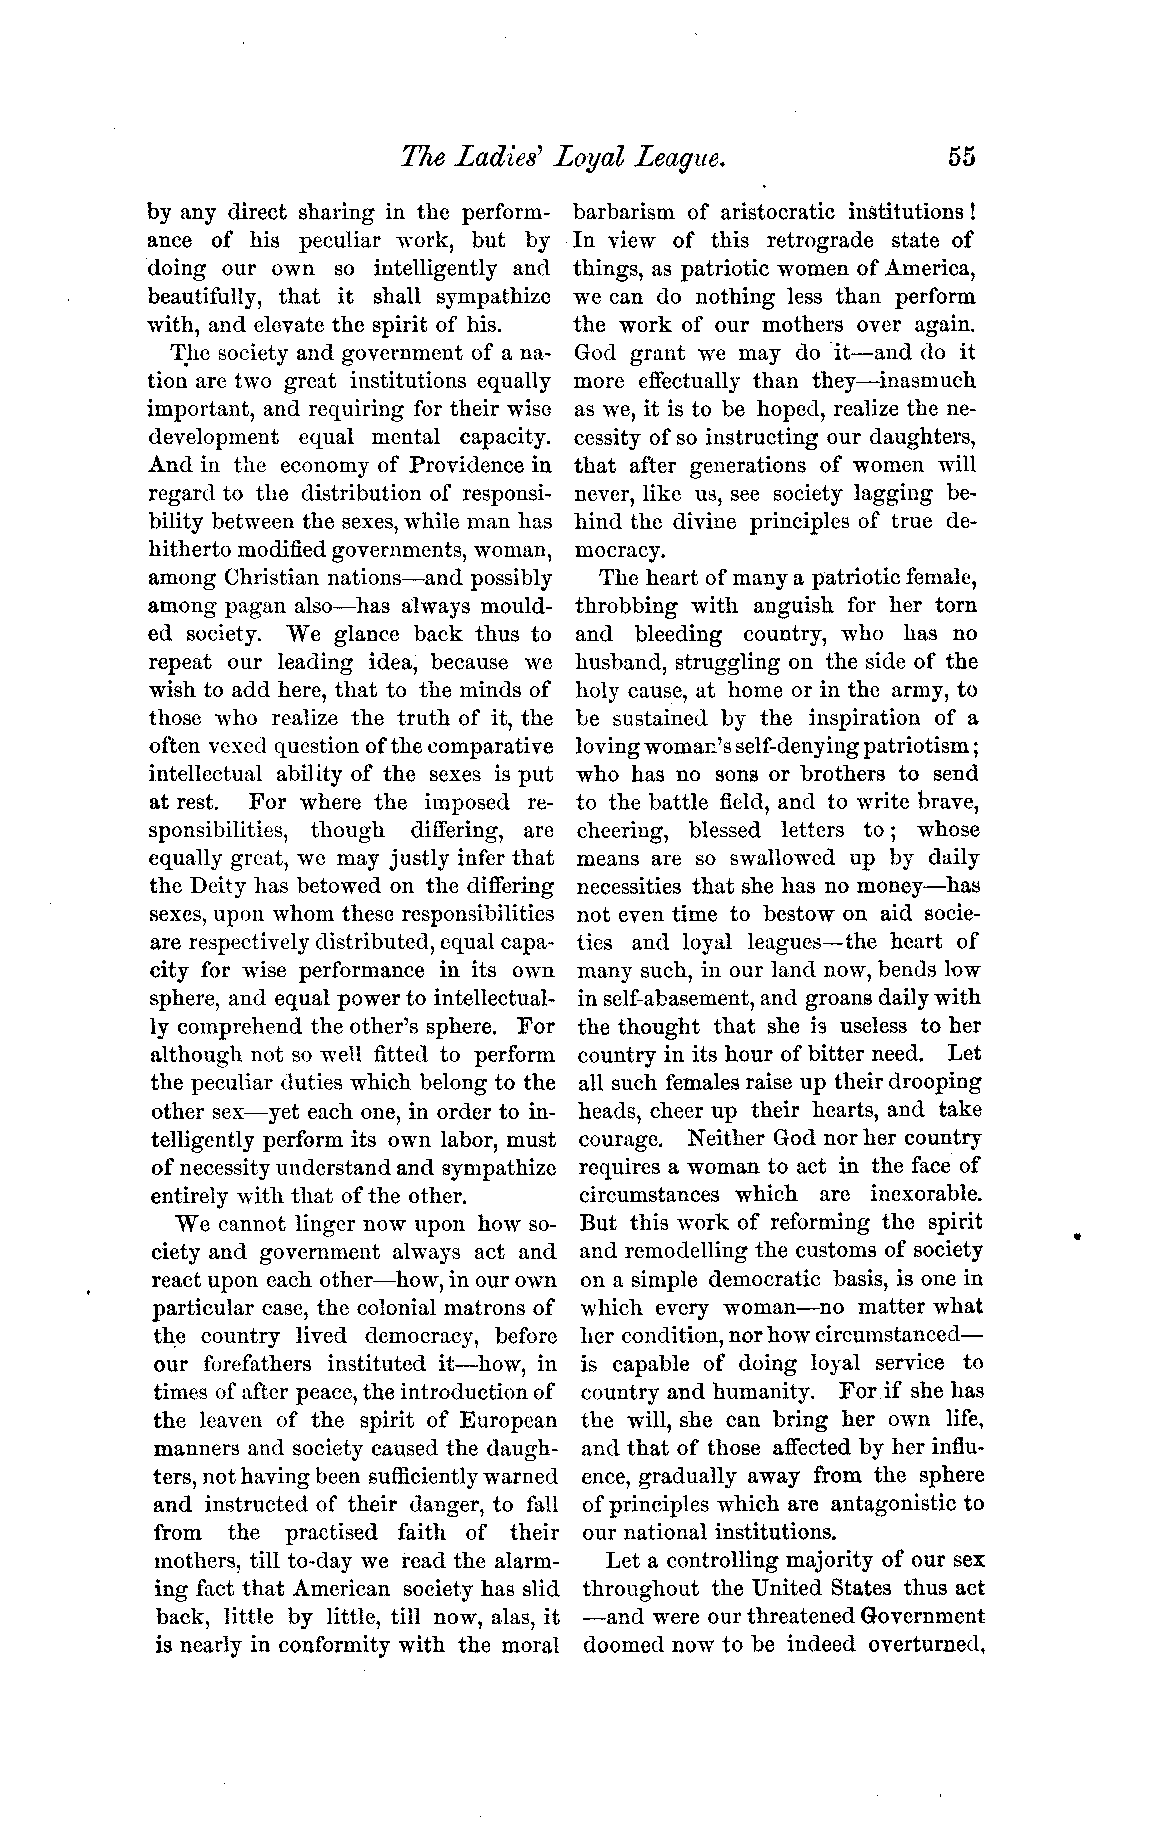 The Ladies' Loyal League. 55
by any direct sharing in the perform-
ance of his peculiar work, but by
doing our own so intelligently and
beautifully, that it shall sympathize
with, and elevate the spirit of his.
The society and government of a na-
tion are two great institutions equally
important, and requiring for their wise
development equal mental capacity.
And in the economy of Providence in
regard to the distribution of responsi-
bility between the sexes, while man has
hitherto modified governments, woman,
among Christian nations—and possibly
among pagan also—has always mould-
ed society. We glance back thus to
repeat our leading idea, because we
wish to add here, that to the minds of
those who realize the truth of it, the
often vexed question of the comparative
intellectual ability of the sexes is put
at rest. For where the imposed re-
sponsibilities, though differing, are
equally great, we may justly infer that
the Deity has betowed on the differing
sexes, upon whom these responsibilities
are respectively distributed, equal capa-
city for wise performance in its own
sphere, and equal power to intellectual-
ly comprehend the other's sphere. For
although not so well fitted to perform
the peculiar duties which belong to the
other sex—yet each one, in order to in-
telligently perform its own labor, must
of necessity understand and sympathize
entirely with that of the other.
We cannot linger now upon how so-
ciety and government always act and
react upon each other—how, in our own
particular case, the colonial matrons of
the country lived democracy, before
our forefathers instituted it—how, in
times of after peace, the introduction of
the leaven of the spirit of European
manners and society caused the daugh-
ters, not having been sufficiently warned
and instructed of their danger, to fall
from the practised faith of their
mothers, till to-day we read the alarm-
ing fact that American society has slid
back, little by little, till now, alas, it
is nearly in conformity with the moral
barbarism of aristocratic institutions!
In view of this retrograde state of
things, as patriotic women of America,
we can do nothing less than perform
the work of our mothers over again.
God grant we may do it—and do it
more effectually than they—inasmuch
as we, it is to be hoped, realize the ne-
cessity of so instructing our daughters,
that after generations of women will
never, like us, see society lagging be-
hind the divine principles of true de-
mocracy.
The heart of many a patriotic female,
throbbing with anguish for her torn
and bleeding country, who has no
husband, struggling on the side of the
holy cause, at home or in the army, to
be sustained by the inspiration of a
loving woman's self-denying patriotism;
who has no sons or brothers to send
to the battle field, and to write brave,
cheering, blessed letters to; whose
means are so swallowed up by daily
necessities that she has no money—has
not even time to bestow on aid socie-
ties and loyal leagues—the heart of
many such, in our land now, bends low
in self-abasement, and groans daily with
the thought that she is useless to her
country in its hour of bitter need. Let
all such females raise up their drooping
heads, cheer up their hearts, and take
courage. Neither God nor her country
requires a woman to act in the face of
circumstances which are inexorable.
But this work of reforming the spirit
and remodelling the customs of society
on a simple democratic basis, is one in
which every woman—no matter what
her condition, nor how circumstanced—
is capable of doing loyal service to
country and humanity. For if she has
the will, she can bring her own life,
and that of those affected by her influ-
ence, gradually away from the sphere
of principles which are antagonistic to
our national institutions.
Let a controlling majority of our sex
throughout the United States thus act
—and were our threatened Government
doomed now to be indeed overturned,